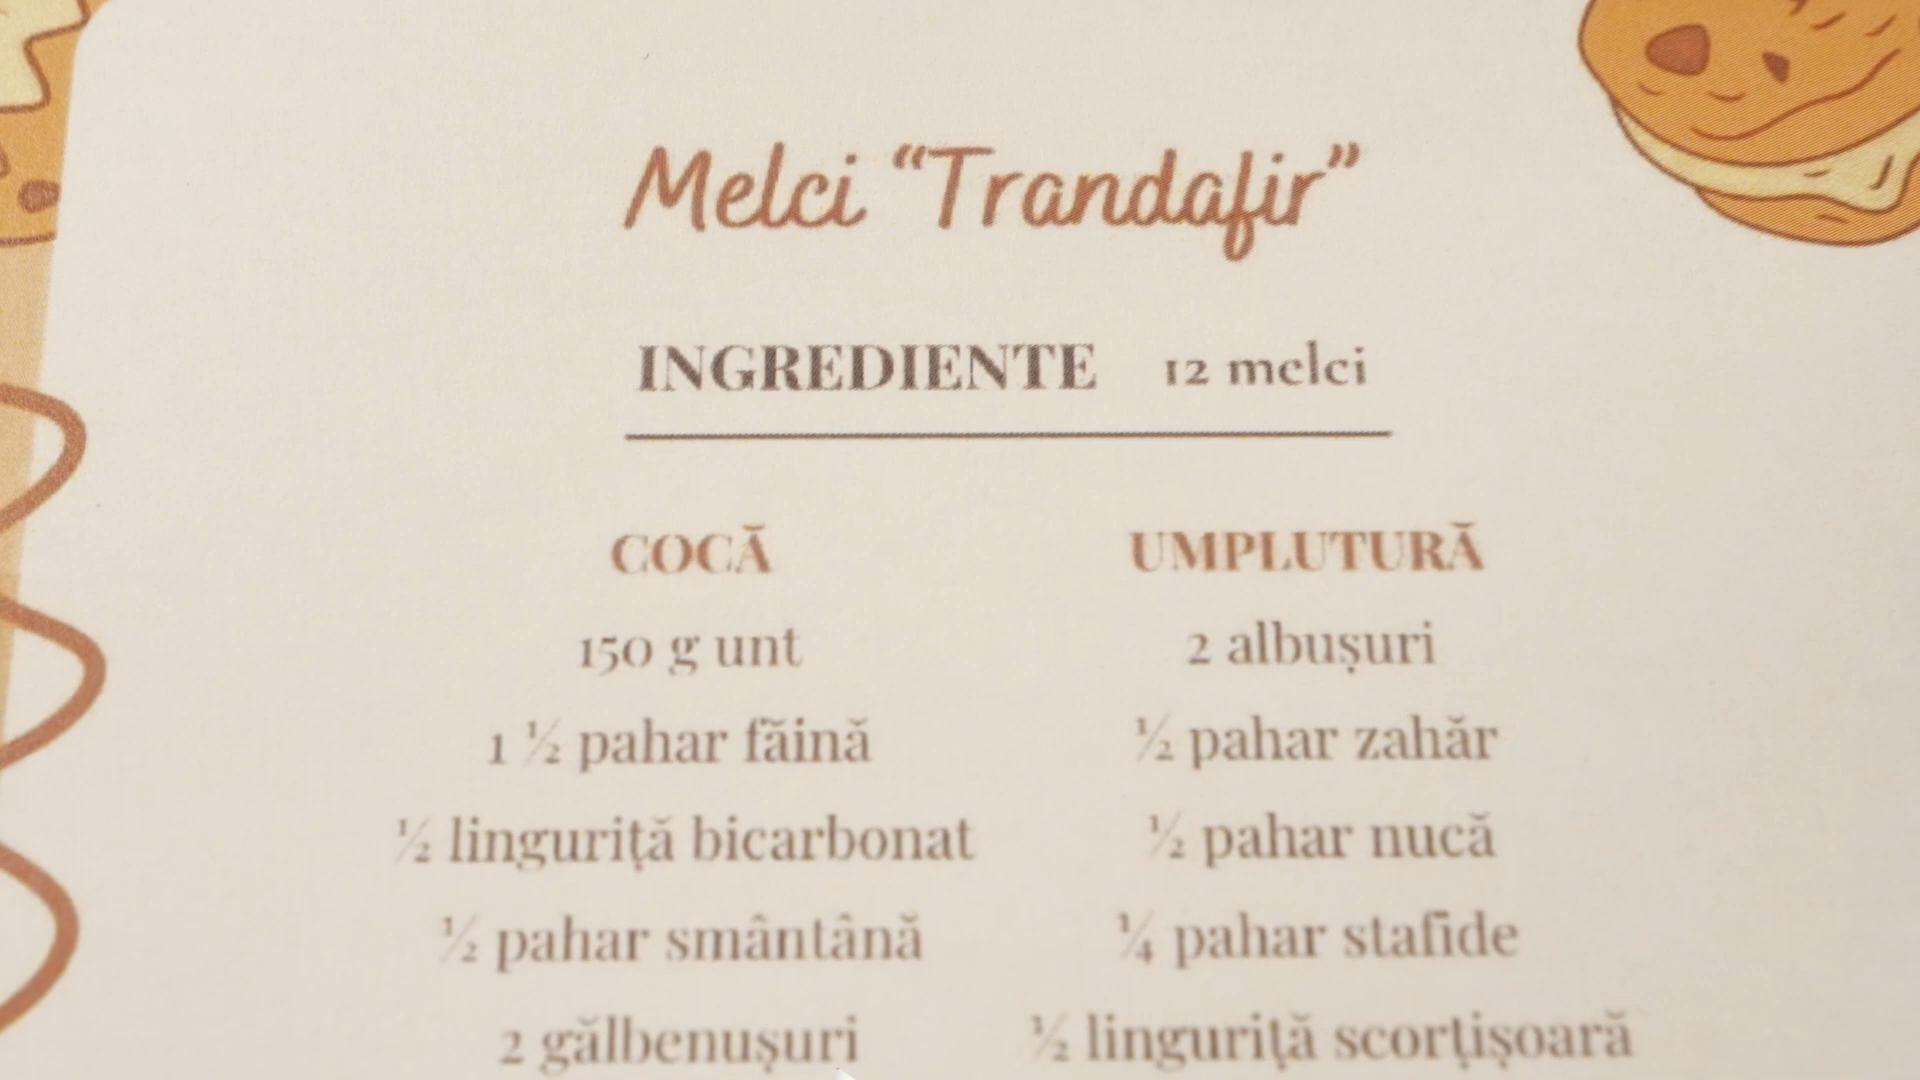 Melci “Trandafir”
INGREDIENTE 12 melci
COCĂ
150 g unt
1 ½ pahar făină
½ linguriță bicarbonat
½ pahar smântână
2 gălbenușuri
UMPLUTURĂ
2 albușuri
½ pahar zahăr
½ pahar nucă
¼ pahar stafide
½ linguriță scorțișoară